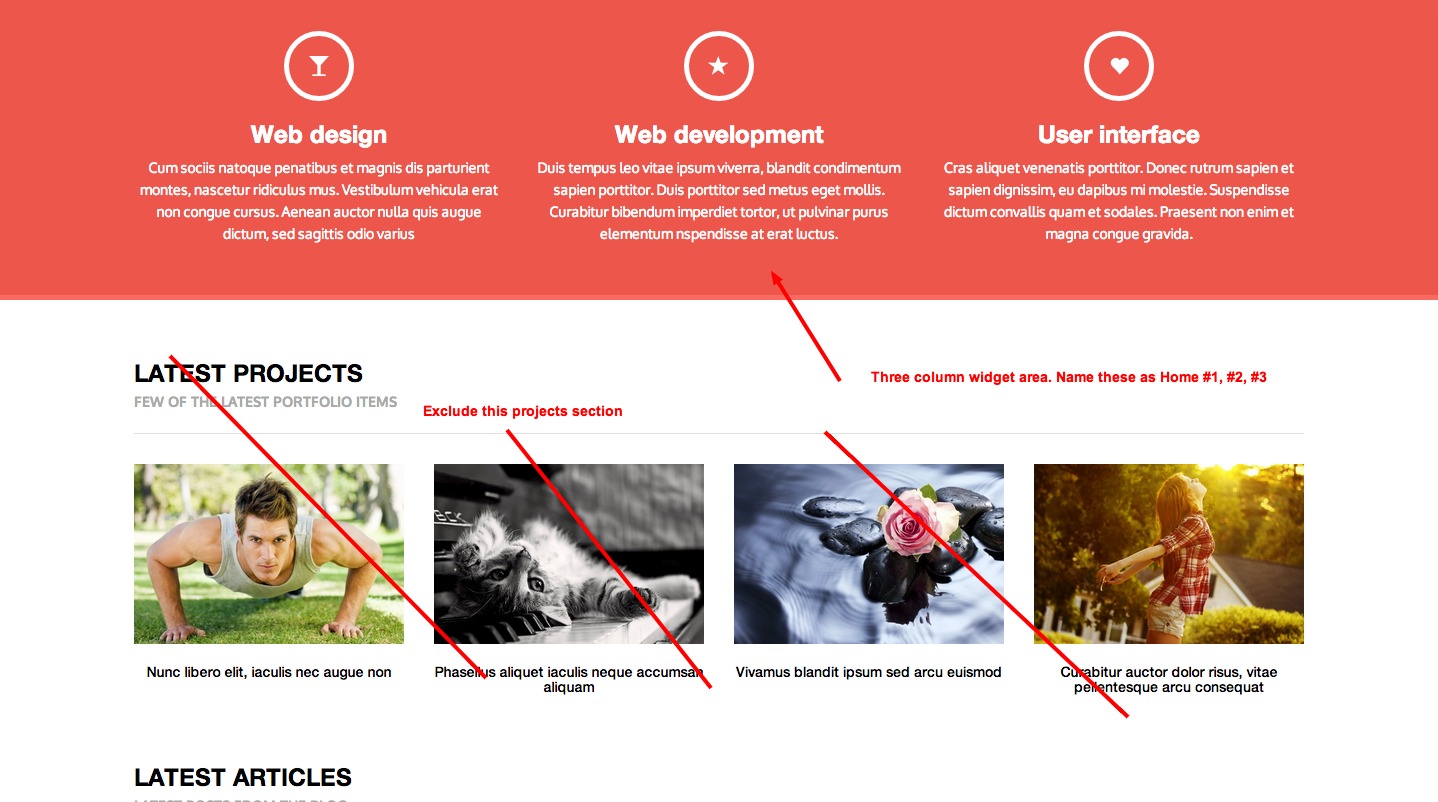 Web design
Cum sociis natoque penatibus et magnis dis parturient
montes, nascetur ridiculus mus. Vestibulum vehicula erat
non congue cursus. Aenean auctor nulla quis augue
dictum, sed sagittis odio varius
Web development
Duis tempus leo vitae ipsum viverra, blandit condimentum
sapien porttitor. Duis porttitor sed metus eget mollis.
Curabitur bibendum imperdiet tortor, ut pulvinar purus
elementum nspendisse at erat luctus.
User interface
Cras aliquet venenatis porttitor. Donec rutrum sapien et
sapien dignissim, eu dapibus mi molestie. Suspendisse
dictum convallis quam et sodales. Praesent non enim et
magna congue gravida.
LATEST PROJECTS
FEW OF THE LATEST PORTFOLIO ITEMS
Exclude this projects section
Three column widget area. Name these as Home #1, #2, #3
Nunc libero elit, iaculis nec augue non
Phasellus aliquet iaculis neque accumsan
aliquam
Vivamus blandit ipsum sed arcu euismod
Curabitur auctor dolor risus, vitae
pellentesque arcu consequat
LATEST ARTICLES
LATEST POSTS FROM THE BLOG